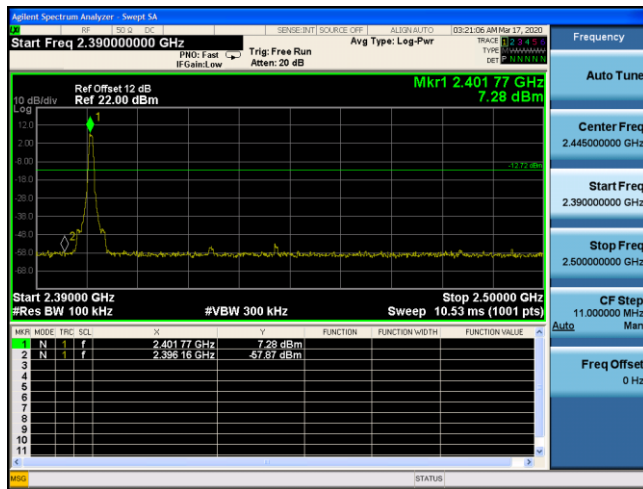 Agilent Spectrum Analyzer - Swept SA
RF 50 Ω DC SENSE:INT SOURCE OFF ALIGN AUTO 03:21:06 AM Mar 17, 2020
Start Freq 2.390000000 GHz
PNO: Fast
IFGain:Low
Trig: Free Run
Atten: 20 dB
Avg Type: Log-Pwr
TRACE 1 2 3 4 5 6
TYPE M
DET P N N N N N
Ref Offset 12 dB
Ref 22.00 dBm
10 dB/div
Log
Mkr1 2.401 77 GHz
7.28 dBm
12.0
2.00
-8.00
-18.0
-28.0
-38.0
-48.0
-58.0
-68.0
1
2
-12.72 dBm
Start 2.39000 GHz
Stop 2.50000 GHz
#Res BW 100 kHz
#VBW 300 kHz
Sweep 10.53 ms (1001 pts)
MKR MODE TRC SCL X Y FUNCTION FUNCTION WIDTH FUNCTION VALUE
1 N 1 f 2.401 77 GHz 7.28 dBm
2 N 1 f 2.396 16 GHz -57.87 dBm
3
4
5
6
7
8
9
10
11
MSG
STATUS
Frequency
Auto Tune
Center Freq
2.445000000 GHz
Start Freq
2.390000000 GHz
Stop Freq
2.500000000 GHz
CF Step
11.000000 MHz
Auto Man
Freq Offset
0 Hz